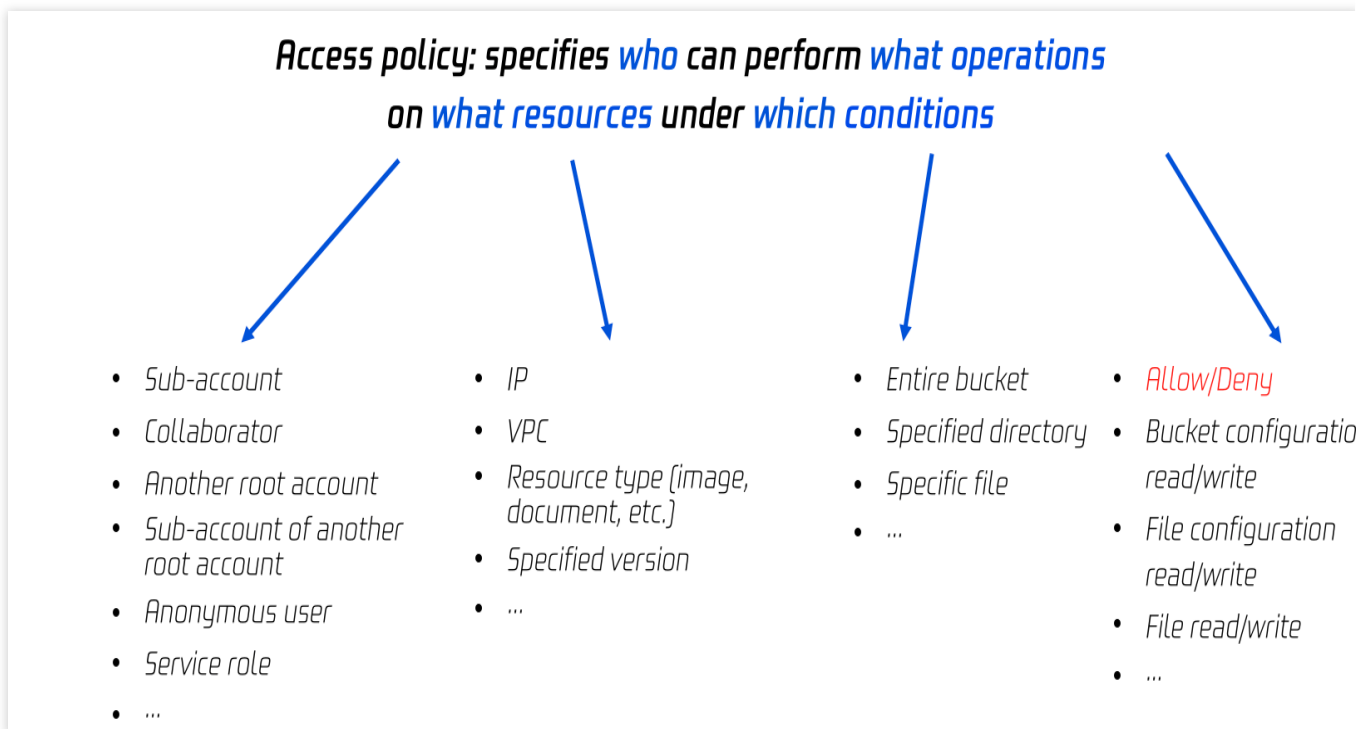 Access policy: specifies who can perform what operations
on what resources under which conditions
• Sub-account
• Collaborator
• Another root account
• Sub-account of another
root account
• Anonymous user
• Service role
• ...
• IP
• VPC
• Resource type (image,
document, etc.)
• Specified version
• ...
• Entire bucket
• Specified directory
• Specific file
• ...
• Allow/Deny
• Bucket configuratio
read/write
• File configuration
read/write
• File read/write
• ...